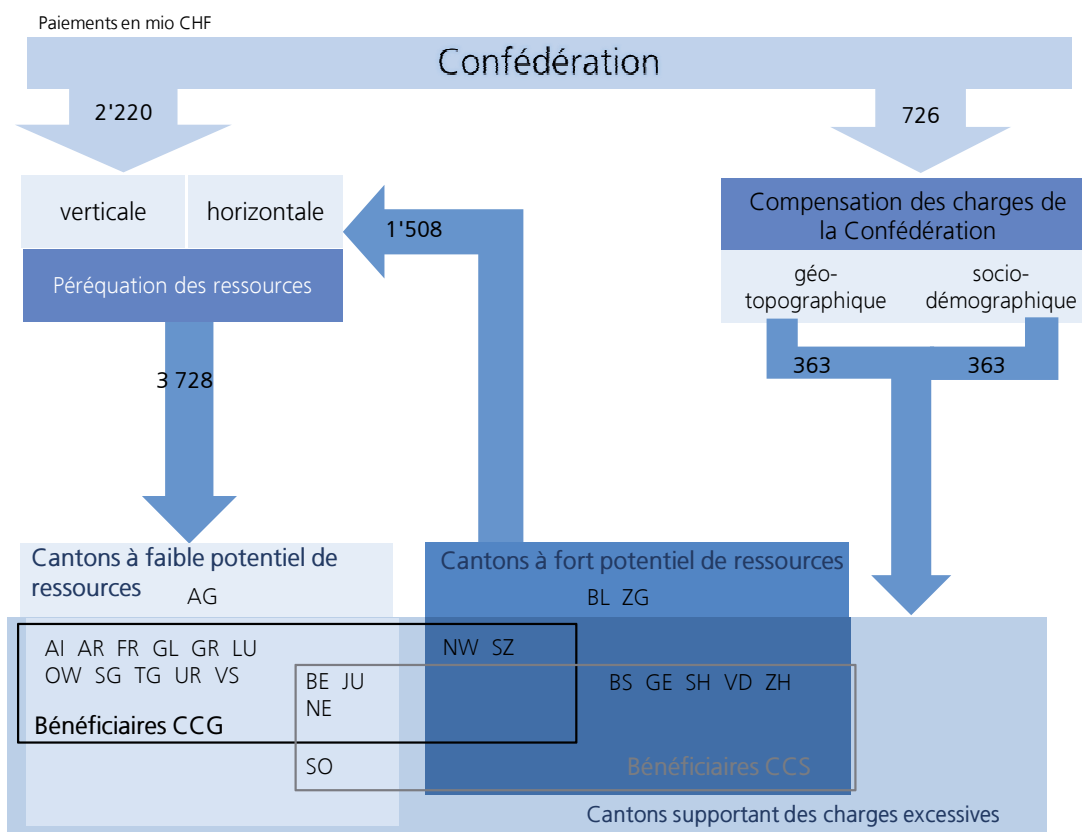 Paiements en mio CHF
Confédération
2'220
726
verticale
horizontale
1'508
Compensation des charges de
la Confédération
Péréquation des ressources
géo-
topographique
socio-
démographique
3 728
363
363
Cantons à faible potentiel de
ressources
AG
Cantons à fort potentiel de ressources
BL ZG
AI AR FR GL GR LU
OW SG TG UR VS
NW SZ
BE JU
NE
BS GE SH VD ZH
Bénéficiaires CCG
SO
Bénéficiaires CCS
Cantons supportant des charges excessives